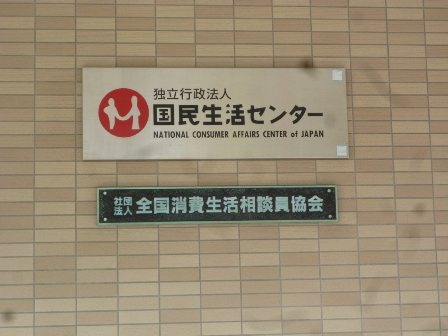 独立行政法人
国民生活センター
NATIONAL CONSUMER AFFAIRS CENTER of JAPAN
社団法人 全国消費生活相談員協会